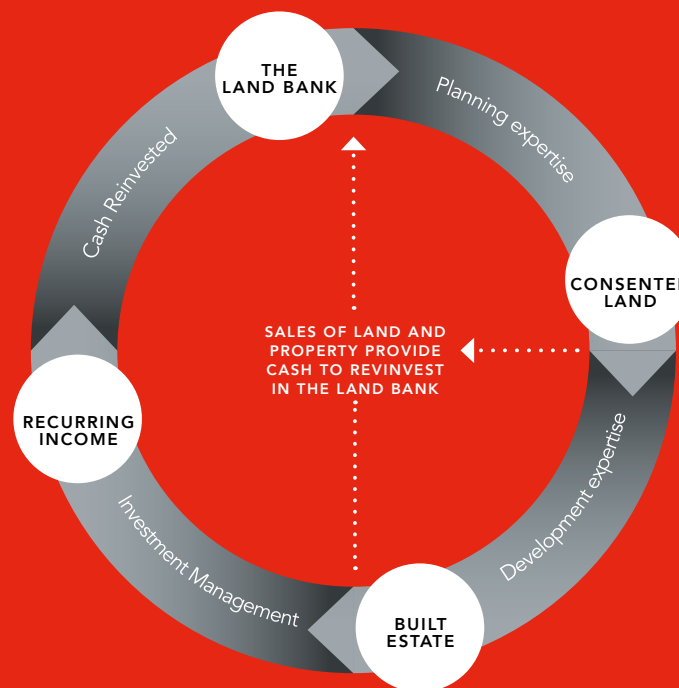 THE
LAND BANK
Planning expertise
CONSENTED
LAND
Development expertise
BUILT
ESTATE
Investment Management
RECURRING
INCOME
Cash Reinvested
SALES OF LAND AND
PROPERTY PROVIDE
CASH TO REVINVEST
IN THE LAND BANK